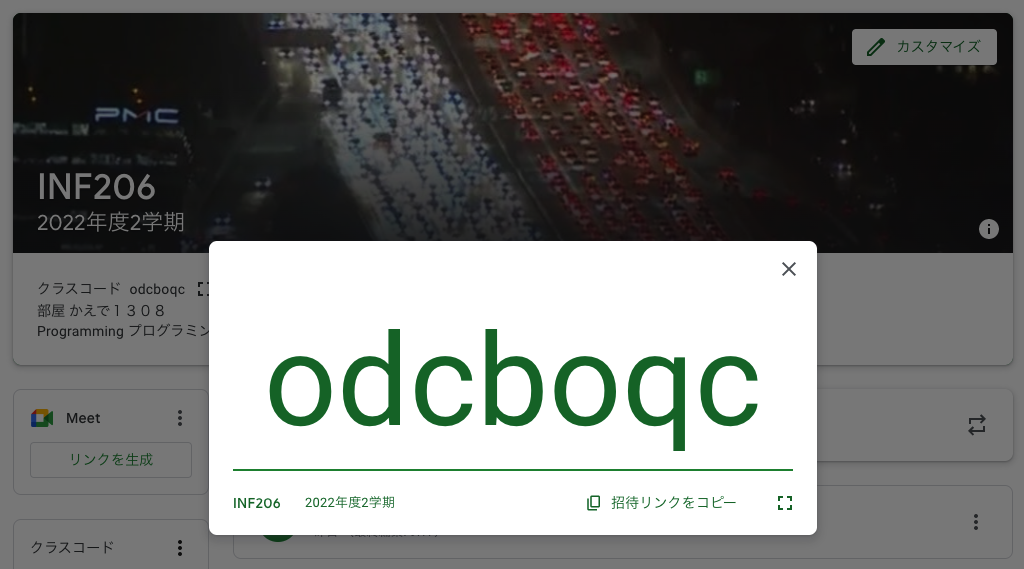 カスタマイズ
PMC
INF206
2022年度2学期
クラスコード odcboqc
部屋 かえで１３０８
Programming プログラミン
odcboqc
Meet
リンクを生成
INF206 2022年度2学期 招待リンクをコピー
クラスコード